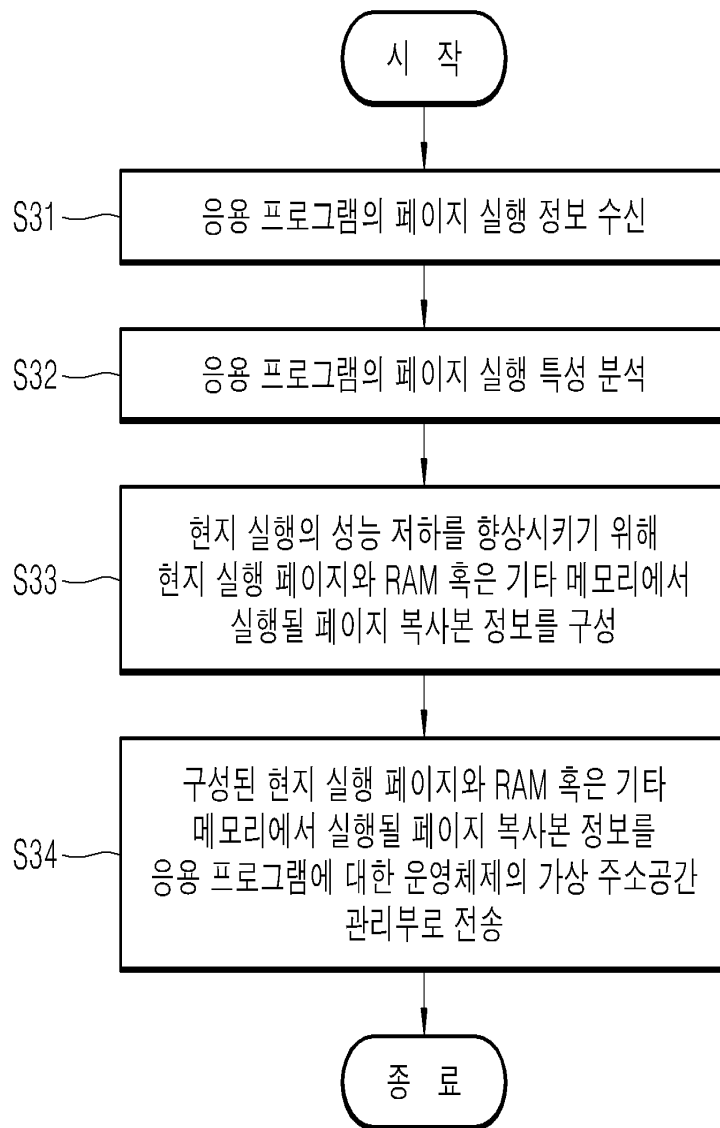 시 작
S31
응용 프로그램의 페이지 실행 정보 수신
S32
응용 프로그램의 페이지 실행 특성 분석
S33
현지 실행의 성능 저하를 향상시키기 위해
현지 실행 페이지와 RAM 혹은 기타 메모리에서
실행될 페이지 복사본 정보를 구성
S34
구성된 현지 실행 페이지와 RAM 혹은 기타
메모리에서 실행될 페이지 복사본 정보를
응용 프로그램에 대한 운영체제의 가상 주소공간
관리부로 전송
종 료